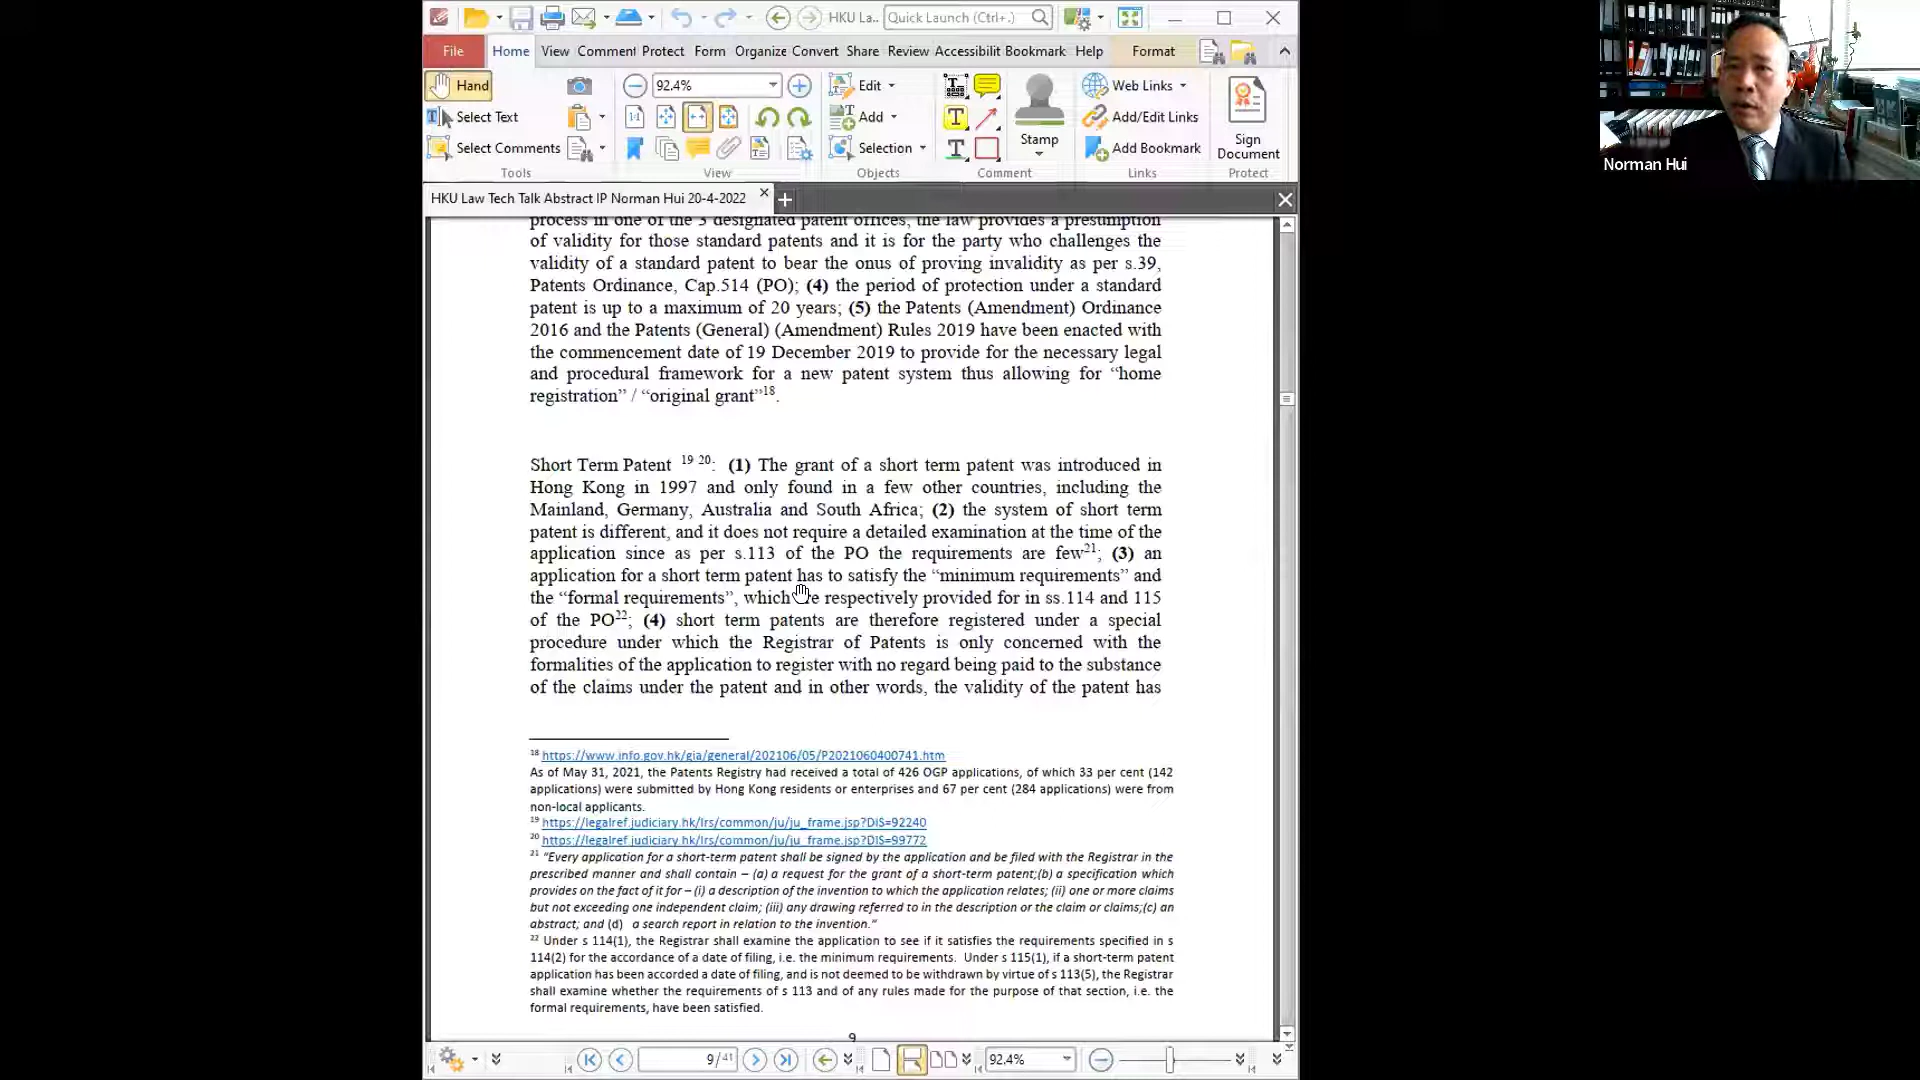 HKU La..
Quick Launch (Ctrl+.)
File
Home
View
Comment
Protect
Form
Organize
Convert
Share
Review
Accessibilit
Bookmark
Help
Format
Hand
Select Text
Select Comments
Tools
92.4%
View
Edit
Add
Selection
Objects
Stamp
Comment
Web Links
Add/Edit Links
Add Bookmark
Links
Sign
Document
Protect
Norman Hui
HKU Law Tech Talk Abstract IP Norman Hui 20-4-2022
process in one of the 3 designated patent offices, the law provides a presumption
of validity for those standard patents and it is for the party who challenges the
validity of a standard patent to bear the onus of proving invalidity as per s.39,
Patents Ordinance, Cap.514 (PO); (4) the period of protection under a standard
patent is up to a maximum of 20 years; (5) the Patents (Amendment) Ordinance
2016 and the Patents (General) (Amendment) Rules 2019 have been enacted with
the commencement date of 19 December 2019 to provide for the necessary legal
and procedural framework for a new patent system thus allowing for “home
registration” / “original grant”18.
Short Term Patent 19 20: (1) The grant of a short term patent was introduced in
Hong Kong in 1997 and only found in a few other countries, including the
Mainland, Germany, Australia and South Africa; (2) the system of short term
patent is different, and it does not require a detailed examination at the time of the
application since as per s.113 of the PO the requirements are few21; (3) an
application for a short term patent has to satisfy the “minimum requirements” and
the “formal requirements”, which respectively provided for in ss.114 and 115
of the PO22; (4) short term patents are therefore registered under a special
procedure under which the Registrar of Patents is only concerned with the
formalities of the application to register with no regard being paid to the substance
of the claims under the patent and in other words, the validity of the patent has
18 https://www.info.gov.hk/gia/general/202106/05/P2021060400741.htm
As of May 31, 2021, the Patents Registry had received a total of 426 OGP applications, of which 33 per cent (142
applications) were submitted by Hong Kong residents or enterprises and 67 per cent (284 applications) were from
non-local applicants.
19 https://legalref.judiciary.hk/lrs/common/ju/ju_frame.jsp?DIS=92240
20 https://legalref.judiciary.hk/lrs/common/ju/ju_frame.jsp?DIS=99772
21 “Every application for a short-term patent shall be signed by the application and be filed with the Registrar in the
prescribed manner and shall contain – (a) a request for the grant of a short-term patent;(b) a specification which
provides on the fact of it for – (i) a description of the invention to which the application relates; (ii) one or more claims
but not exceeding one independent claim; (iii) any drawing referred to in the description or the claim or claims;(c) an
abstract; and (d) a search report in relation to the invention.”
22 Under s 114(1), the Registrar shall examine the application to see if it satisfies the requirements specified in s
114(2) for the accordance of a date of filing, i.e. the minimum requirements. Under s 115(1), if a short-term patent
application has been accorded a date of filing, and is not deemed to be withdrawn by virtue of s 113(5), the Registrar
shall examine whether the requirements of s 113 and of any rules made for the purpose of that section, i.e. the
formal requirements, have been satisfied.
9
9/41
92.4%